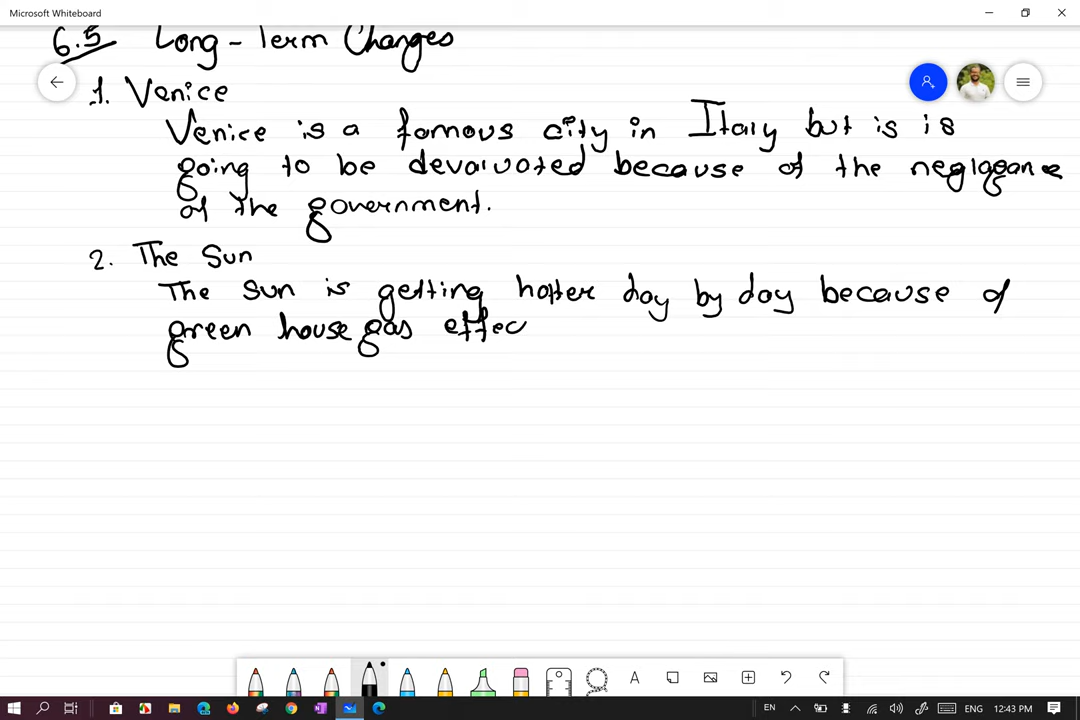 Microsoft Whiteboard
6.5 Long-Term Changes
1. Venice
Venice is a famous city in Italy but is is
going to be devaluated because of the neglagance
of the government.
2. The Sun
The Sun is getting hotter day by day because of
green house gas effec
A
EN ENG 12:43 PM